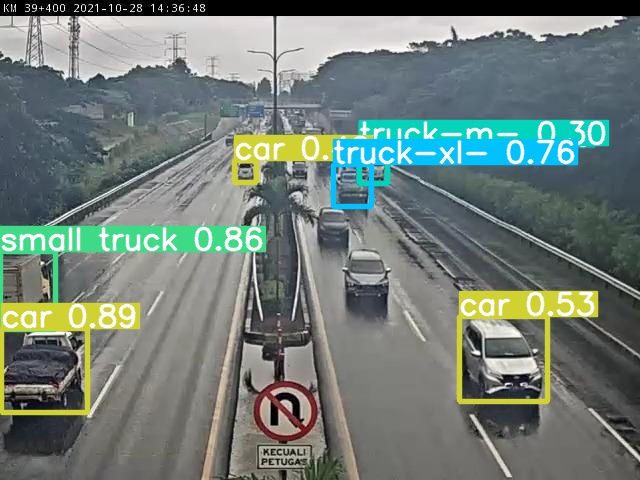 KM 39+400 2021-10-28 14:36:48
truck-m- 0.30
car 0.
truck-xl- 0.76
small truck 0.86
car 0.89
car 0.53
KECUALI
PETUGAS